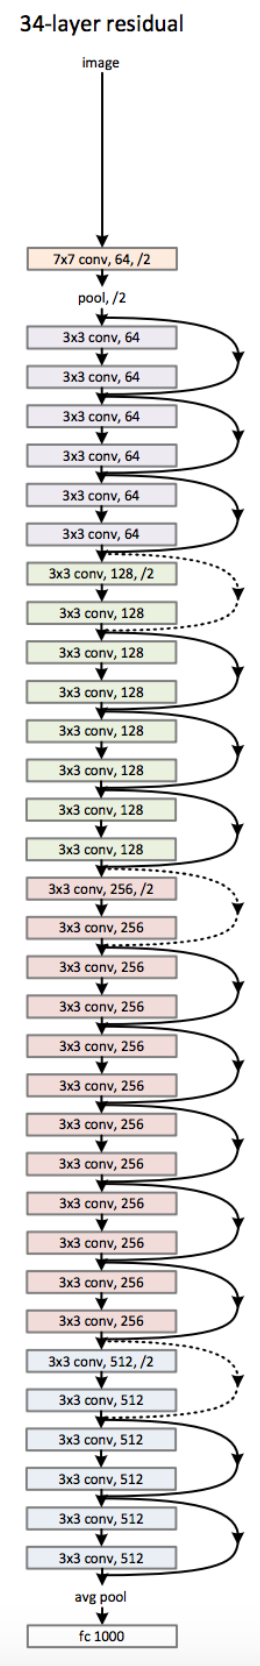 34-layer residual
image
7x7 conv, 64, /2
pool, /2
3x3 conv, 64
3x3 conv, 64
3x3 conv, 64
3x3 conv, 64
3x3 conv, 64
3x3 conv, 64
3x3 conv, 128, /2
3x3 conv, 128
3x3 conv, 128
3x3 conv, 128
3x3 conv, 128
3x3 conv, 128
3x3 conv, 128
3x3 conv, 128
3x3 conv, 256, /2
3x3 conv, 256
3x3 conv, 256
3x3 conv, 256
3x3 conv, 256
3x3 conv, 256
3x3 conv, 256
3x3 conv, 256
3x3 conv, 256
3x3 conv, 256
3x3 conv, 256
3x3 conv, 256
3x3 conv, 512, /2
3x3 conv, 512
3x3 conv, 512
3x3 conv, 512
3x3 conv, 512
3x3 conv, 512
avg pool
fc 1000